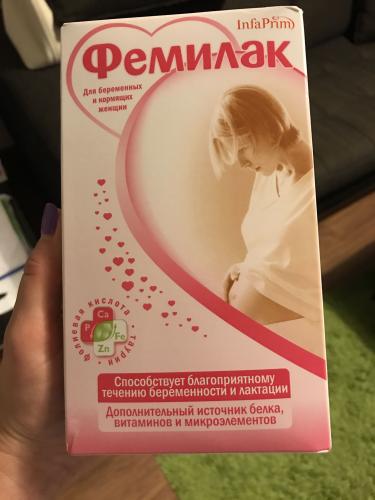 InfaPrim
Фемилак
Для беременных
и кормящих
женщин
фолиевая кислота
таурин
Ca
P
Fe
Zn
Способствует благоприятному
течению беременности и лактации
Дополнительный источник белка,
витаминов и микроэлементов